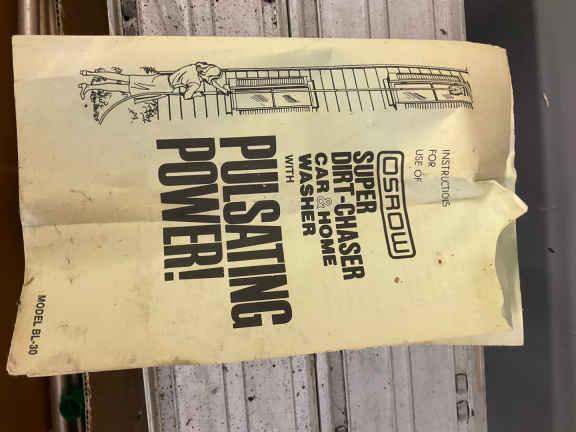 INSTRUCTIONS
FOR
USE OF
OSROW
SUPER
DIRT-CHASER
CAR & HOME
WASHER
WITH
PULSATING
POWER!
MODEL BL-30